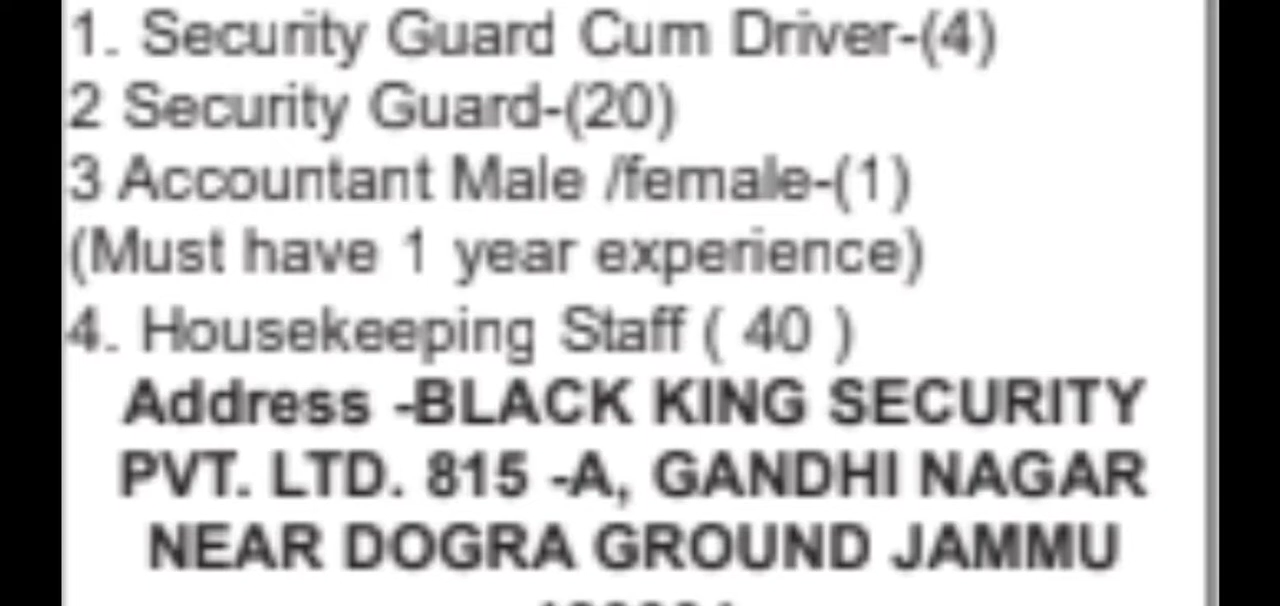 1. Security Guard Cum Driver-(4)
2 Security Guard-(20)
3 Accountant Male /female-(1)
(Must have 1 year experience)
4. Housekeeping Staff ( 40 )
Address -BLACK KING SECURITY
PVT. LTD. 815 -A, GANDHI NAGAR
NEAR DOGRA GROUND JAMMU